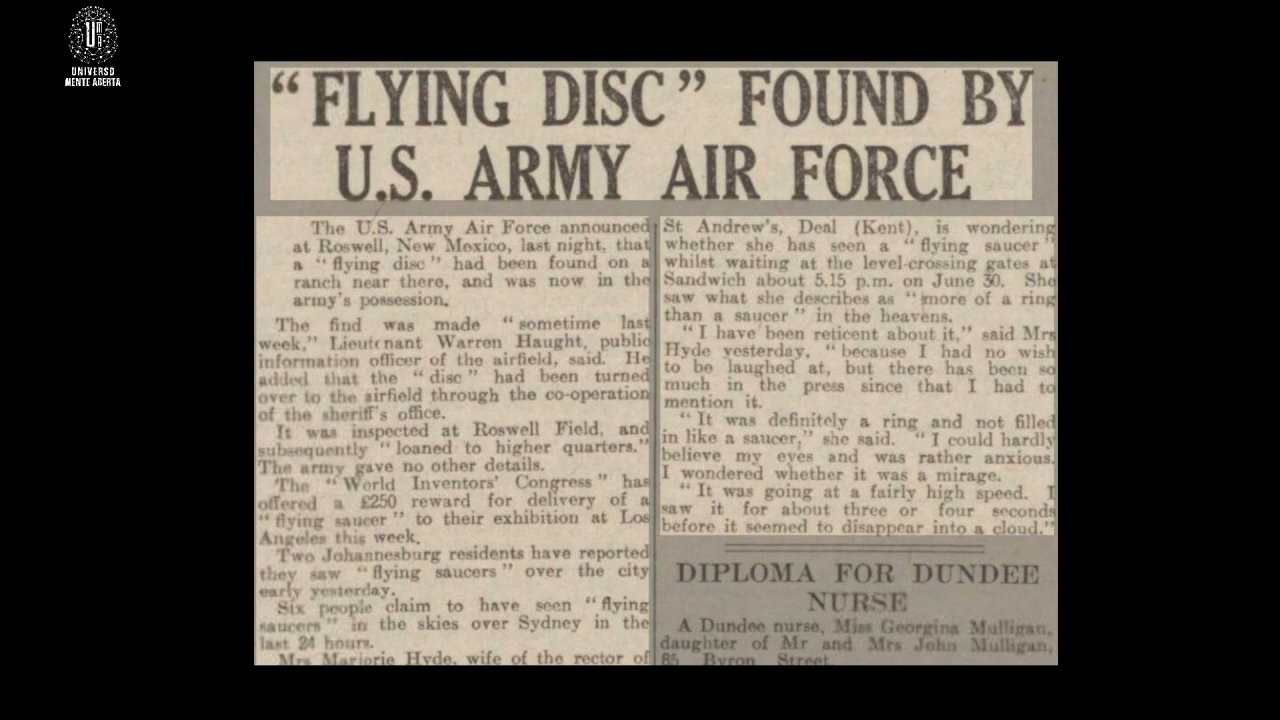 UNIVERSO
MENTE ABERTA
"FLYING DISC" FOUND BY
U.S. ARMY AIR FORCE
The U.S. Army Air Force announced
at Roswell, New Mexico, last night, that
a "flying disc" had been found on a
ranch near there, and was now in the
army's possession.
The find was made "sometime last
week," Lieutenant Warren Haught, public
information officer of the airfield, said. He
added that the "disc" had been turned
over to the airfield through the co-operation
of the sheriff's office.
It was inspected at Roswell Field, and
subsequently "loaned to higher quarters."
The army gave no other details.
The "World Inventors' Congress" has
offered a £250 reward for delivery of a
"flying saucer" to their exhibition at Los
Angeles this week.
Two Johannesburg residents have reported
they saw "flying saucers" over the city
early yesterday.
Six people claim to have seen "flying
saucers" in the skies over Sydney in the
last 24 hours.
Mrs Marjorie Hyde, wife of the rector of
St Andrew's, Deal (Kent), is wondering
whether she has seen a "flying saucer"
whilst waiting at the level-crossing gates at
Sandwich about 5.15 p.m. on June 30. She
saw what she describes as "more of a ring
than a saucer" in the heavens.
"I have been reticent about it," said Mrs
Hyde yesterday, "because I had no wish
to be laughed at, but there has been so
much in the press since that I had to
mention it.
"It was definitely a ring and not filled
in like a saucer," she said. "I could hardly
believe my eyes and was rather anxious.
I wondered whether it was a mirage.
"It was going at a fairly high speed. I
saw it for about three or four seconds
before it seemed to disappear into a cloud."
DIPLOMA FOR DUNDEE
NURSE
A Dundee nurse, Miss Georgina Mulligan,
daughter of Mr and Mrs John Mulligan,
85 Byron Street,